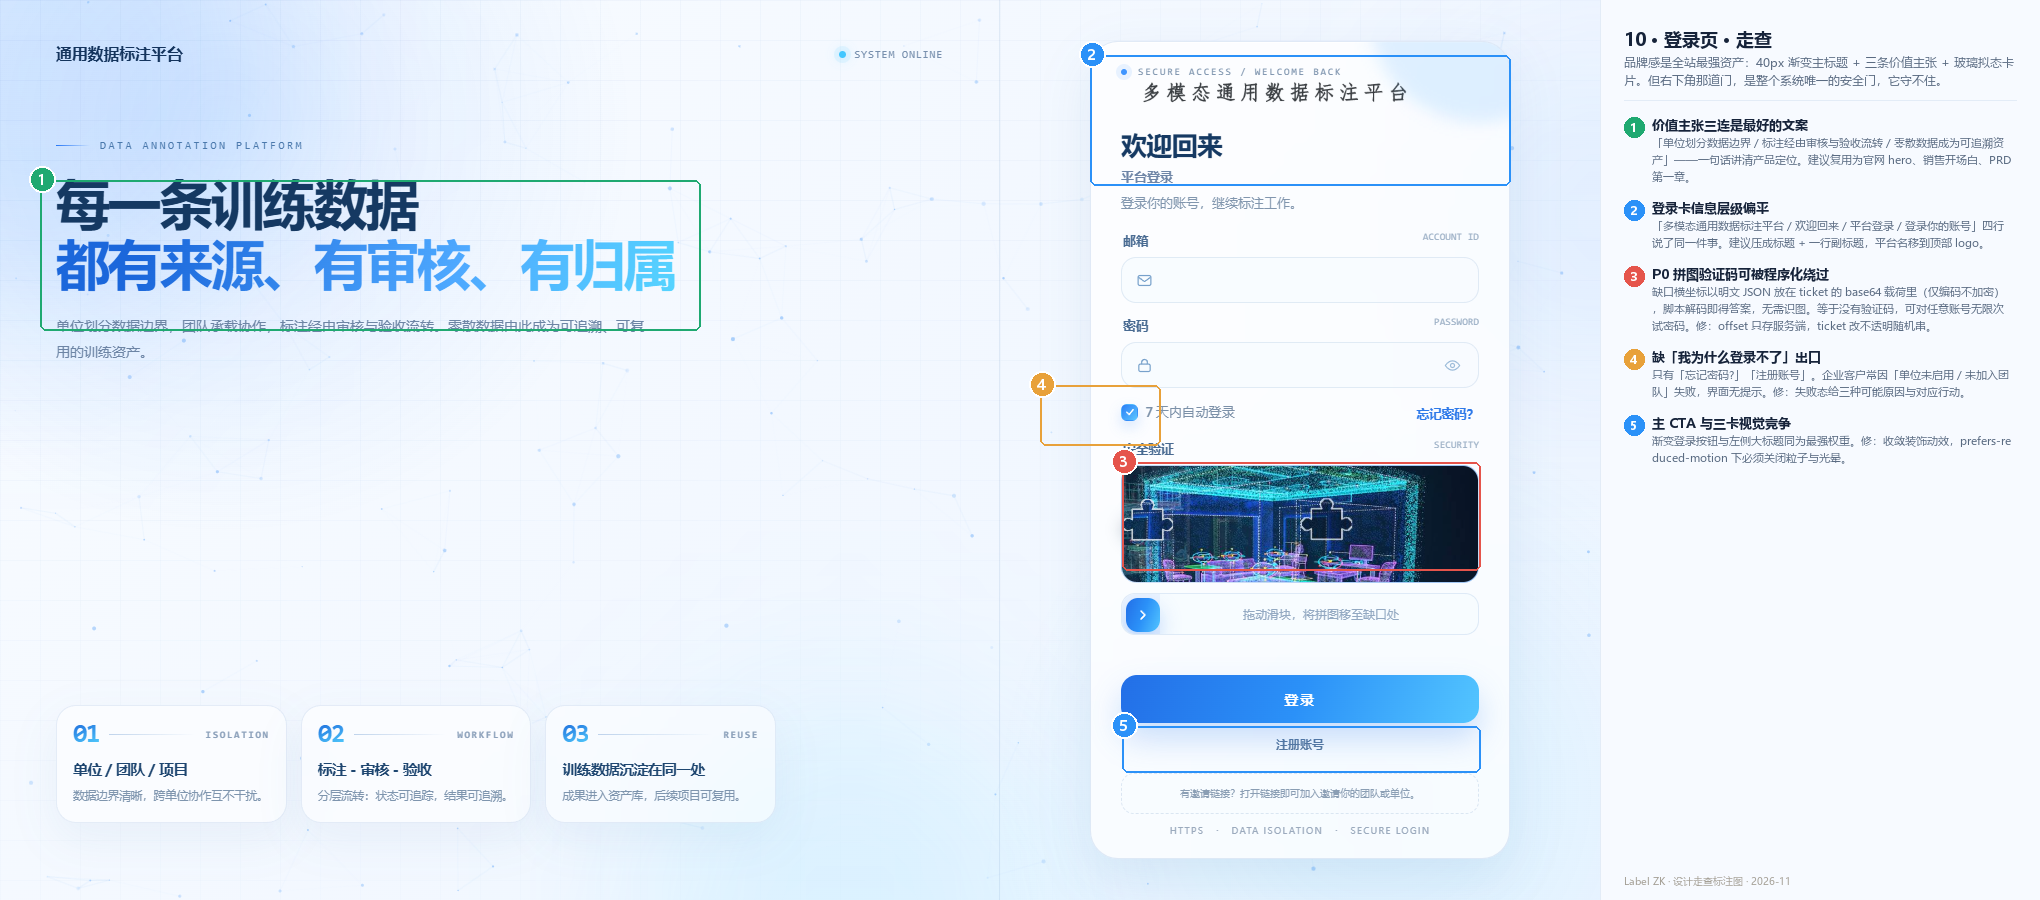 通用数据标注平台
SYSTEM ONLINE
DATA ANNOTATION PLATFORM
1
每一条训练数据
都有来源、有审核、有归属
单位划分数据边界、团队承载协作，标注经由审核与验收流转。零散数据由此成为可追溯、可复
用的训练资产。
01
ISOLATION
单位 / 团队 / 项目
数据边界清晰，跨单位协作互不干扰。
02
WORKFLOW
标注 - 审核 - 验收
分层流转：状态可追踪，结果可追溯。
03
REUSE
训练数据沉淀在同一处
成果进入资产库，后续项目可复用。
2
SECURE ACCESS / WELCOME BACK
多模态通用数据标注平台
欢迎回来
平台登录
登录你的账号，继续标注工作。
邮箱
ACCOUNT ID
密码
PASSWORD
4
7 天内自动登录
忘记密码?
安全验证
SECURITY
3
拖动滑块，将拼图移至缺口处
登录
5
注册账号
有邀请链接？打开链接即可加入邀请你的团队或单位。
HTTPS · DATA ISOLATION · SECURE LOGIN
10 • 登录页 • 走查
品牌感是全站最强资产：40px 渐变主标题 + 三条价值主张 + 玻璃拟态卡
片。但右下角那道门，是整个系统唯一的安全门，它守不住。
1
价值主张三连是最好的文案
「单位划分数据边界 / 标注经由审核与验收流转 / 零散数据成为可追溯资
产」——一句话讲清产品定位。建议复用为官网 hero、销售开场白、PRD
第一章。
2
登录卡信息层级偏平
「多模态通用数据标注平台 / 欢迎回来 / 平台登录 / 登录你的账号」四行
说了同一件事。建议压成标题 + 一行副标题，平台名移到顶部 logo。
3
P0 拼图验证码可被程序化绕过
缺口横坐标以明文 JSON 放在 ticket 的 base64 载荷里（仅编码不加密）
，脚本解码即得答案，无需识图。等于没有验证码，可对任意账号无限次
试密码。修：offset 只存服务端，ticket 改不透明随机串。
4
缺「我为什么登录不了」出口
只有「忘记密码?」「注册账号」。企业客户常因「单位未启用 / 未加入团
队」失败，界面无提示。修：失败态给三种可能原因与对应行动。
5
主 CTA 与三卡视觉竞争
渐变登录按钮与左侧大标题同为最强权重。修：收敛装饰动效，prefers-re
duced-motion 下必须关闭粒子与光晕。
Label ZK · 设计走查标注图 · 2026-11